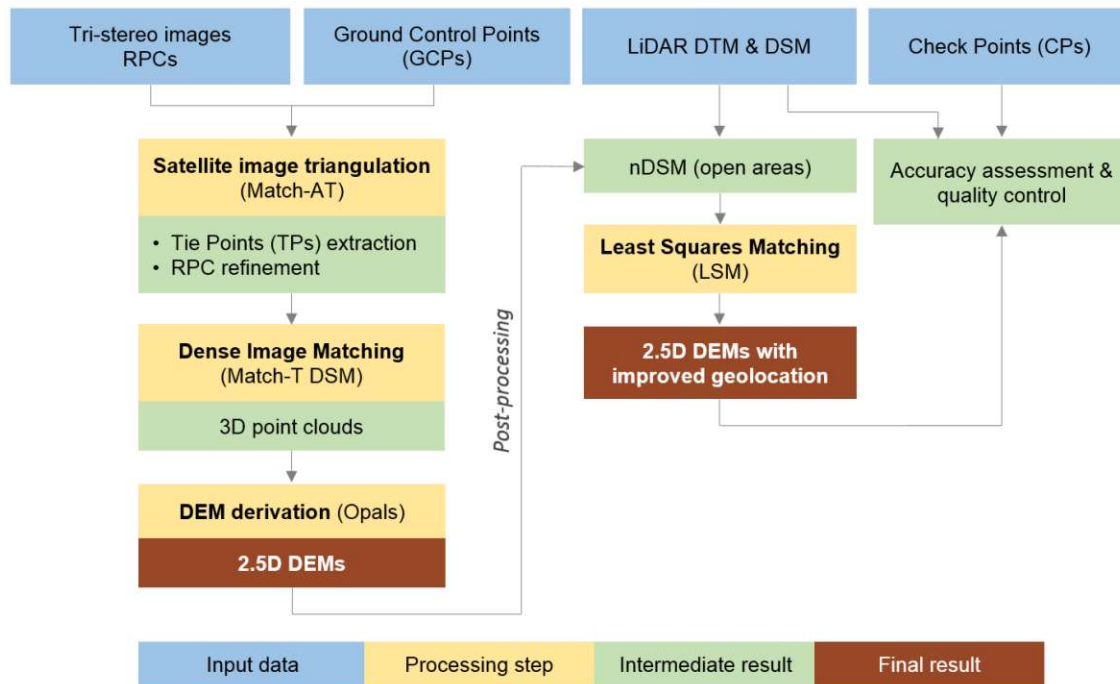 Tri-stereo images
RPCs
Ground Control Points
(GCPs)
LiDAR DTM & DSM
Check Points (CPs)
Satellite image triangulation
(Match-AT)
• Tie Points (TPs) extraction
• RPC refinement
Dense Image Matching
(Match-T DSM)
3D point clouds
DEM derivation (Opals)
2.5D DEMs
Post-processing
nDSM (open areas)
Least Squares Matching
(LSM)
2.5D DEMs with
improved geolocation
Accuracy assessment &
quality control
Input data
Processing step
Intermediate result
Final result